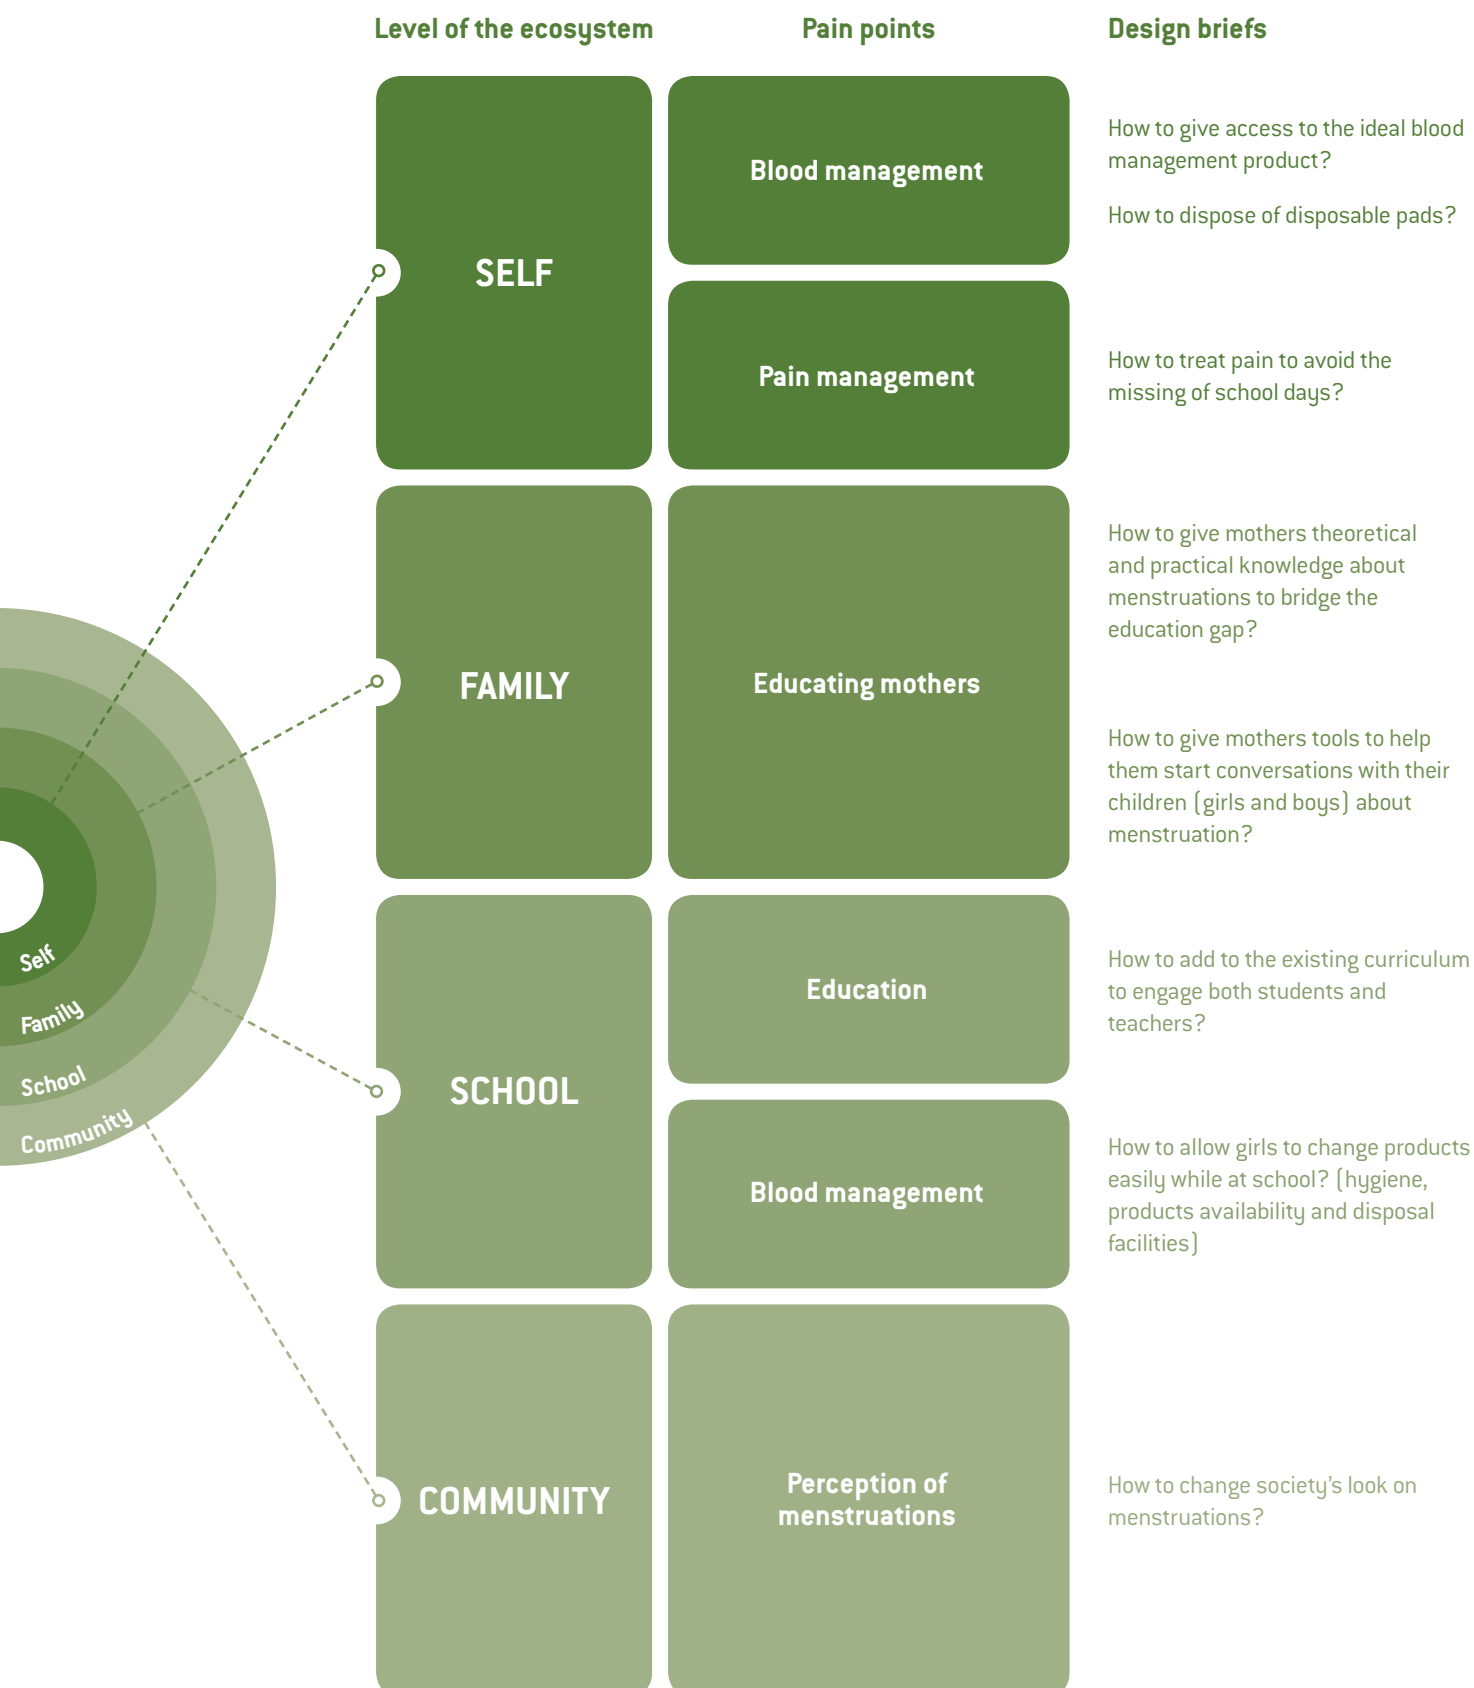 Level of the ecosystem
Pain points
Design briefs
SELF
Blood management
How to give access to the ideal blood
management product?
How to dispose of disposable pads?
Pain management
How to treat pain to avoid the
missing of school days?
FAMILY
Educating mothers
How to give mothers theoretical
and practical knowledge about
menstruations to bridge the
education gap?
How to give mothers tools to help
them start conversations with their
children (girls and boys) about
menstruation?
SCHOOL
Education
How to add to the existing curriculum
to engage both students and
teachers?
Blood management
How to allow girls to change products
easily while at school? (hygiene,
products availability and disposal
facilities)
COMMUNITY
Perception of
menstruations
How to change society’s look on
menstruations?
Self
Family
School
Community